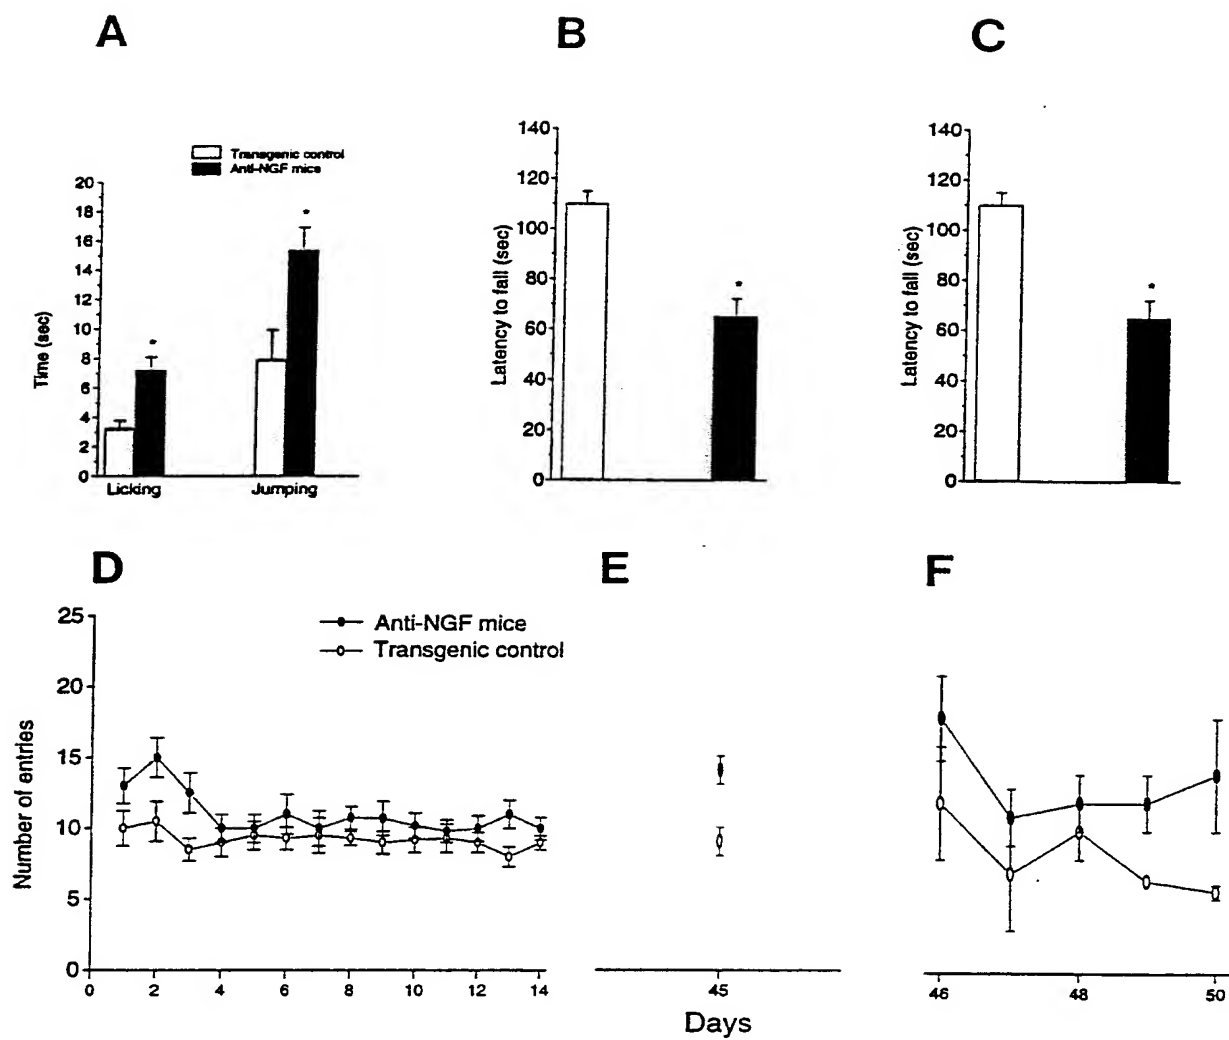 A
B
C
Transgenic control
Anti-NGF mice
20
18
16
14
12
10
8
6
4
2
0
Time (sec)
Licking
Jumping
*
*
140
120
100
80
60
40
20
0
Latency to fall (sec)
*
140
120
100
80
60
40
20
0
Latency to fall (sec)
*
D
E
F
Anti-NGF mice
Transgenic control
25
20
15
10
5
0
Number of entries
0 2 4 6 8 10 12 14
45
46 48 50
Days